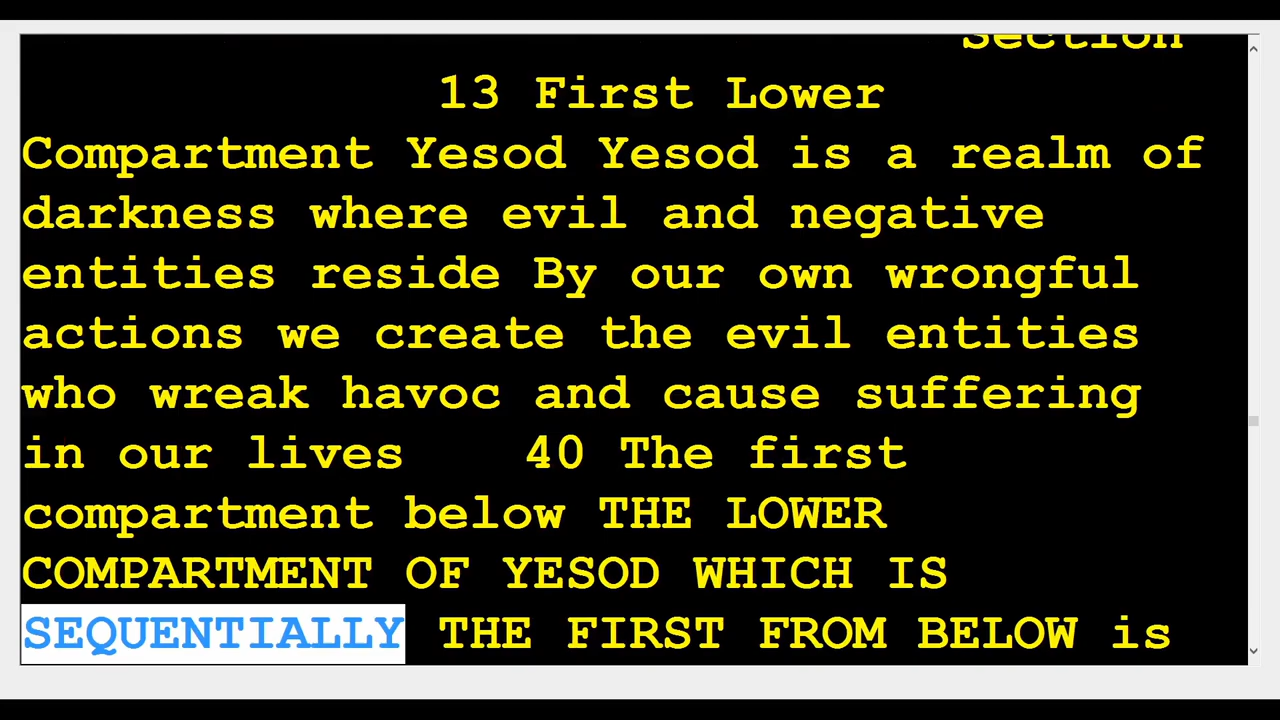 Section
13 First Lower
Compartment Yesod Yesod is a realm of
darkness where evil and negative
entities reside By our own wrongful
actions we create the evil entities
who wreak havoc and cause suffering
in our lives 40 The first
compartment below THE LOWER
COMPARTMENT OF YESOD WHICH IS
SEQUENTIALLY THE FIRST FROM BELOW is